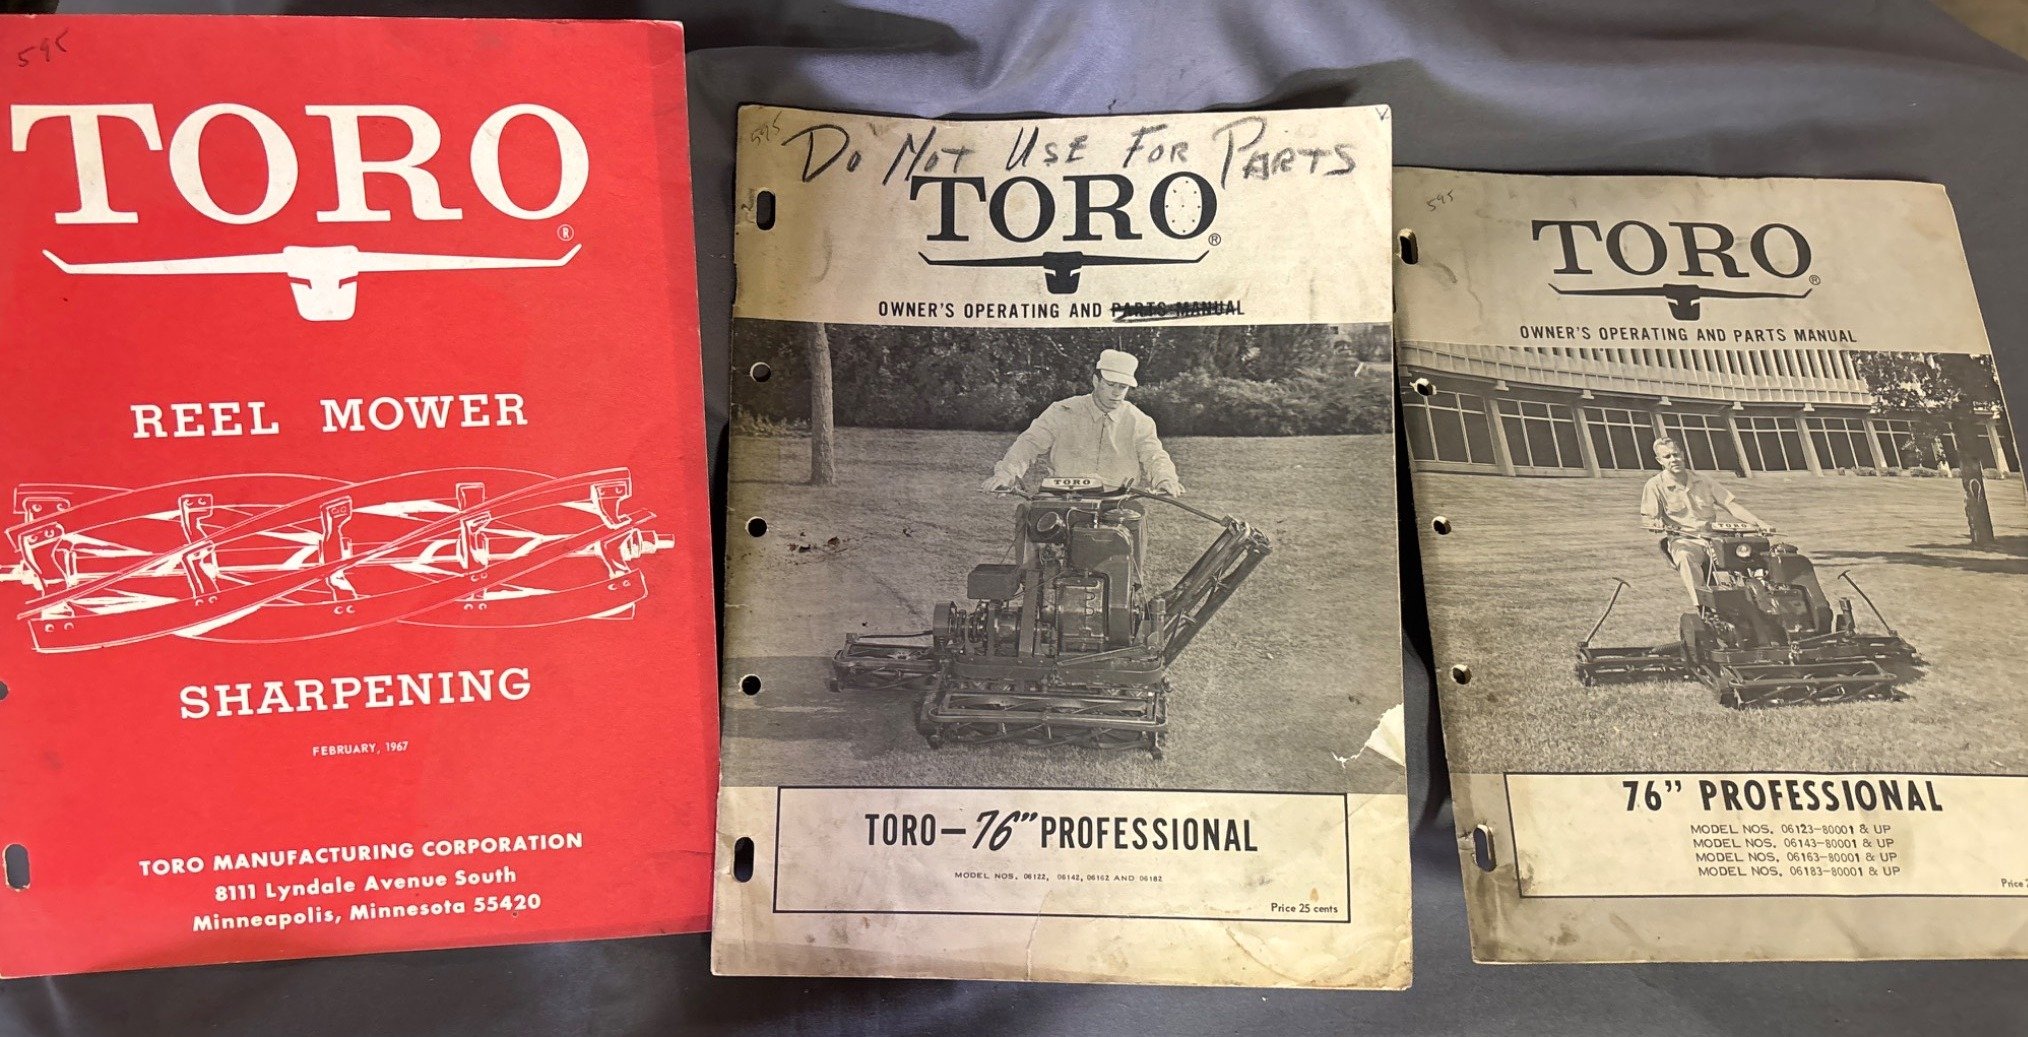 595
TORO
®
REEL MOWER
SHARPENING
FEBRUARY, 1967
TORO MANUFACTURING CORPORATION
8111 Lyndale Avenue South
Minneapolis, Minnesota 55420
595
Do Not Use For Parts
TORO
®
OWNER'S OPERATING AND PARTS MANUAL
TORO
TORO—76” PROFESSIONAL
MODEL NOS. 06122, 06142, 06162 AND 06182
Price 25 cents
595
TORO
®
OWNER'S OPERATING AND PARTS MANUAL
TORO
76” PROFESSIONAL
MODEL NOS. 06123-80001 & UP
MODEL NOS. 06143-80001 & UP
MODEL NOS. 06163-80001 & UP
MODEL NOS. 06183-80001 & UP
Price